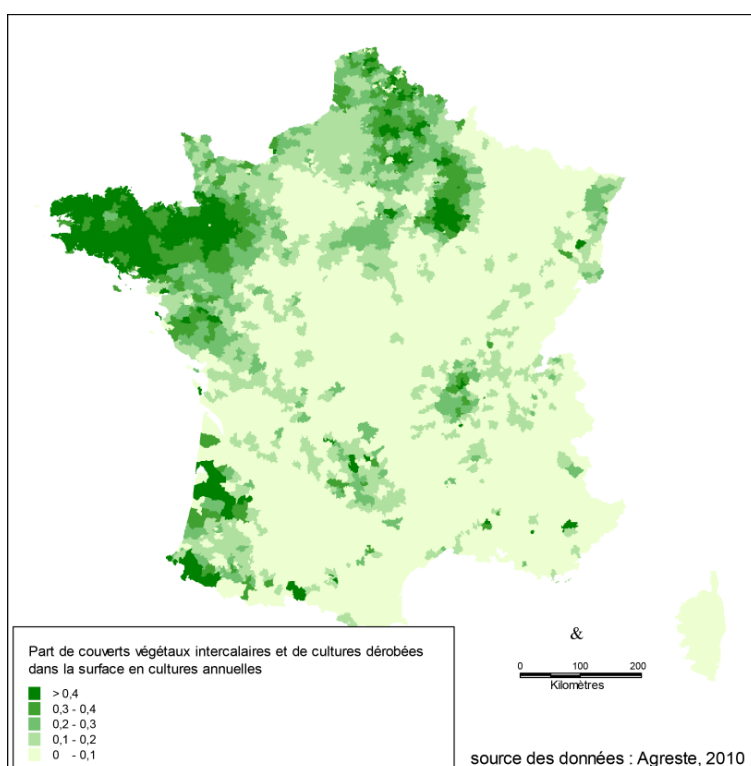 &
0 100 200
Kilomètres
Part de couverts végétaux intercalaires et de cultures dérobées
dans la surface en cultures annuelles
> 0,4
0,3 - 0,4
0,2 - 0,3
0,1 - 0,2
0 - 0,1
source des données : Agreste, 2010